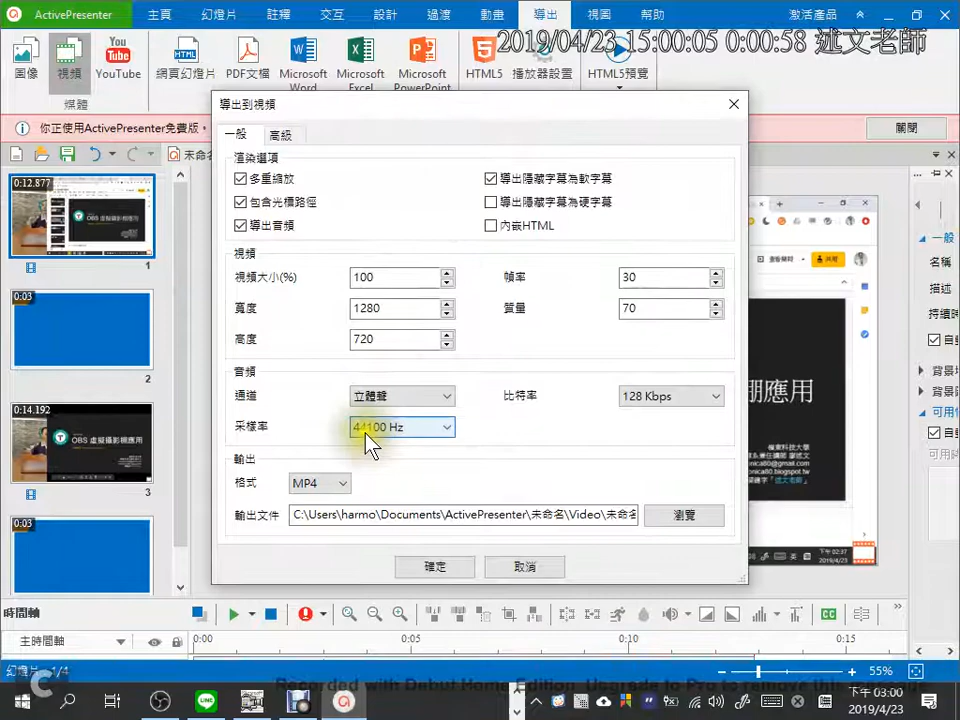 ActivePresenter
主頁
幻燈片
註釋
交互
設計
過渡
動畫
導出
視圖
幫助
激活產品
2019/04/23 15:00:05 0:00:58 述文老師
圖像
視頻
You Tube
YouTube
網頁幻燈片
PDF文檔
Microsoft Word
Microsoft Excel
Microsoft PowerPoint
HTML5
播放器設置
HTML5預覽
媒體
你正使用ActivePresenter免費版
關閉
導出到視頻
一般
高級
渲染選項
多重縮放
導出隱藏字幕為軟字幕
包含光標路徑
導出隱藏字幕為硬字幕
導出音頻
內嵌HTML
視頻
視頻大小(%)
100
幀率
30
寬度
1280
質量
70
高度
720
音頻
通道
立體聲
比特率
128 Kbps
采樣率
44100 Hz
輸出
格式
MP4
輸出文件
C:\Users\harmo\Documents\ActivePresenter\未命名\Video\未命名
瀏覽
確定
取消
0:12.877
OBS 虛擬攝影棚應用
1
0:03
2
0:14.192
OBS 虛擬攝影棚應用
3
0:03
未命名
棚應用
一般
名稱
描述
時間軸
主時間軸
0:00
0:05
0:10
0:15
幻燈片 1/4
55%
Recorded with Debut Home Edition. Upgrade to Pro to remove this message
下午 03:00
2019/4/23